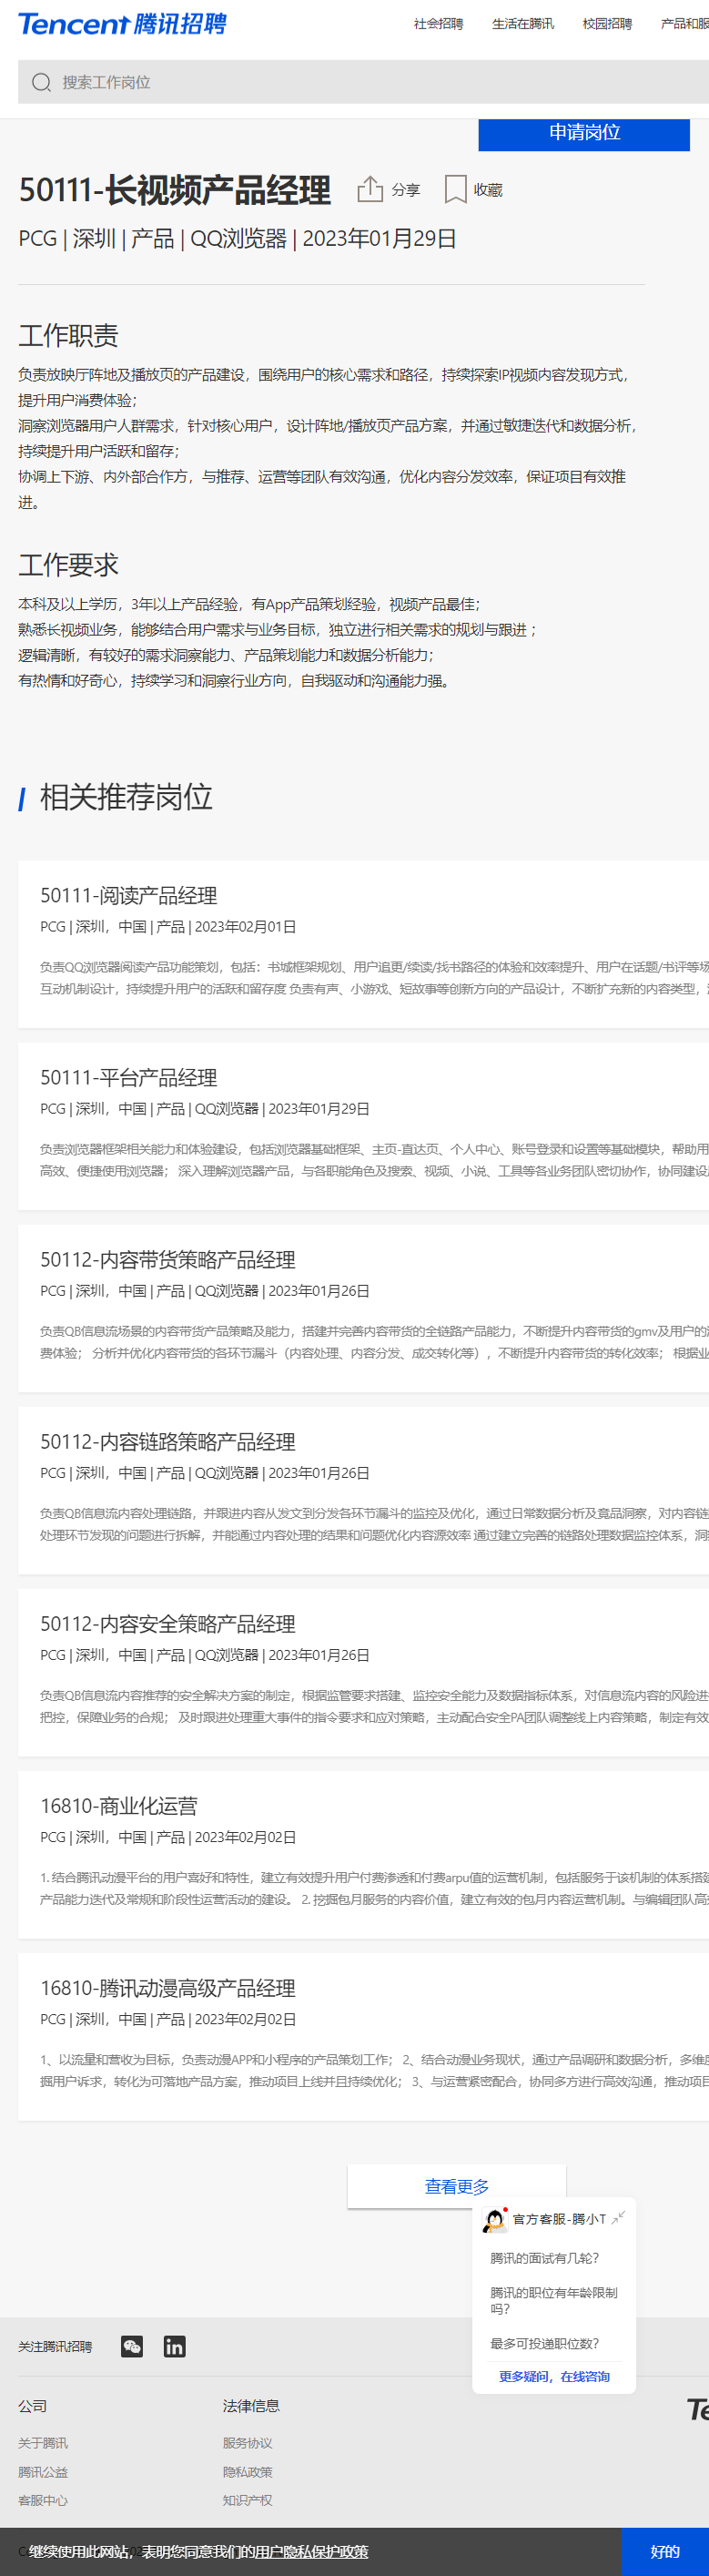 Tencent 腾讯招聘
社会招聘 生活在腾讯 校园招聘 产品和服
搜索工作岗位
申请岗位
50111-长视频产品经理 分享 收藏
PCG | 深圳 | 产品 | QQ浏览器 | 2023年01月29日
工作职责
负责放映厅阵地及播放页的产品建设，围绕用户的核心需求和路径，持续探索IP视频内容发现方式，
提升用户消费体验；
洞察浏览器用户人群需求，针对核心用户，设计阵地/播放页产品方案，并通过敏捷迭代和数据分析，
持续提升用户活跃和留存；
协调上下游、内外部合作方，与推荐、运营等团队有效沟通，优化内容分发效率，保证项目有效推
进。
工作要求
本科及以上学历，3年以上产品经验，有App产品策划经验，视频产品最佳；
熟悉长视频业务，能够结合用户需求与业务目标，独立进行相关需求的规划与跟进；
逻辑清晰，有较好的需求洞察能力、产品策划能力和数据分析能力；
有热情和好奇心，持续学习和洞察行业方向，自我驱动和沟通能力强。
相关推荐岗位
50111-阅读产品经理
PCG | 深圳，中国 | 产品 | 2023年02月01日
负责QQ浏览器阅读产品功能策划，包括：书城框架规划、用户追更/续读/找书路径的体验和效率提升、用户在话题/书评等场
互动机制设计，持续提升用户的活跃和留存度 负责有声、小游戏、短故事等创新方向的产品设计，不断扩充新的内容类型，
50111-平台产品经理
PCG | 深圳，中国 | 产品 | QQ浏览器 | 2023年01月29日
负责浏览器框架相关能力和体验建设，包括浏览器基础框架、主页-直达页、个人中心、账号登录和设置等基础模块，帮助用
高效、便捷使用浏览器； 深入理解浏览器产品，与各职能角色及搜索、视频、小说、工具等各业务团队密切协作，协同建设
50112-内容带货策略产品经理
PCG | 深圳，中国 | 产品 | QQ浏览器 | 2023年01月26日
负责QB信息流场景的内容带货产品策略及能力，搭建并完善内容带货的全链路产品能力，不断提升内容带货的gmv及用户的
费体验； 分析并优化内容带货的各环节漏斗（内容处理、内容分发、成交转化等），不断提升内容带货的转化效率； 根据业
50112-内容链路策略产品经理
PCG | 深圳，中国 | 产品 | QQ浏览器 | 2023年01月26日
负责QB信息流内容处理链路，并跟进内容从发文到分发各环节漏斗的监控及优化，通过日常数据分析及竟品洞察，对内容链
处理环节发现的问题进行拆解，并能通过内容处理的结果和问题优化内容源效率 通过建立完善的链路处理数据监控体系，洞
50112-内容安全策略产品经理
PCG | 深圳，中国 | 产品 | QQ浏览器 | 2023年01月26日
负责QB信息流内容推荐的安全解决方案的制定，根据监管要求搭建、监控安全能力及数据指标体系，对信息流内容的风险进
把控，保障业务的合规； 及时跟进处理重大事件的指令要求和应对策略，主动配合安全PA团队调整线上内容策略，制定有效
16810-商业化运营
PCG | 深圳，中国 | 产品 | 2023年02月02日
1. 结合腾讯动漫平台的用户喜好和特性，建立有效提升用户付费渗透和付费arpu值的运营机制，包括服务于该机制的体系搭
产品能力迭代及常规和阶段性运营活动的建设。 2. 挖掘包月服务的内容价值，建立有效的包月内容运营机制。与编辑团队高
16810-腾讯动漫高级产品经理
PCG | 深圳，中国 | 产品 | 2023年02月02日
1、以流量和营收为目标，负责动漫APP和小程序的产品策划工作； 2、结合动漫业务现状，通过产品调研和数据分析，多维
掘用户诉求，转化为可落地产品方案，推动项目上线并且持续优化； 3、与运营紧密配合，协同多方进行高效沟通，推动项目
查看更多
官方客服-腾小T
腾讯的面试有几轮？
腾讯的职位有年龄限制
吗？
最多可投递职位数？
更多疑问，在线咨询
关注腾讯招聘
公司 法律信息
关于腾讯 服务协议
腾讯公益 隐私政策
客服中心 知识产权
继续使用此网站，表明您同意我们的用户隐私保护政策 好的